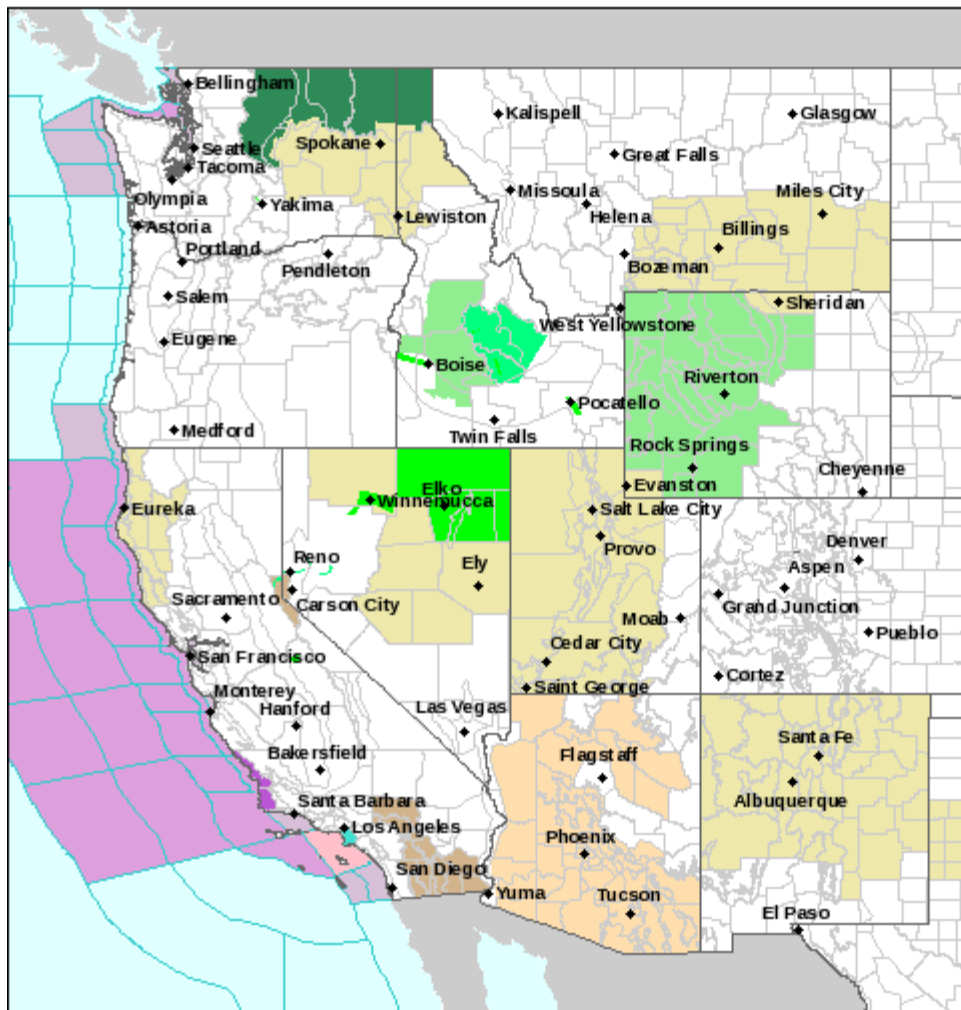 Bellingham
Kalispell
Glasgow
Spokane
Seattle
Great Falls
Tacoma
Missoula
Miles City
Olympia
Yakima
Lewiston
Helena
Astoria
Billings
Portland
Pendleton
Bozeman
Salem
Sheridan
West Yellowstone
Eugene
Boise
Riverton
Pocatello
Medford
Twin Falls
Rock Springs
Cheyenne
Elko
Evanston
Winnemucca
Eureka
Salt Lake City
Provo
Denver
Reno
Ely
Aspen
Sacramento
Carson City
Grand Junction
Moab
Pueblo
Cedar City
San Francisco
Cortez
Saint George
Monterey
Hanford
Las Vegas
Santa Fe
Bakersfield
Flagstaff
Albuquerque
Santa Barbara
Los Angeles
Phoenix
San Diego
Yuma
Tucson
El Paso